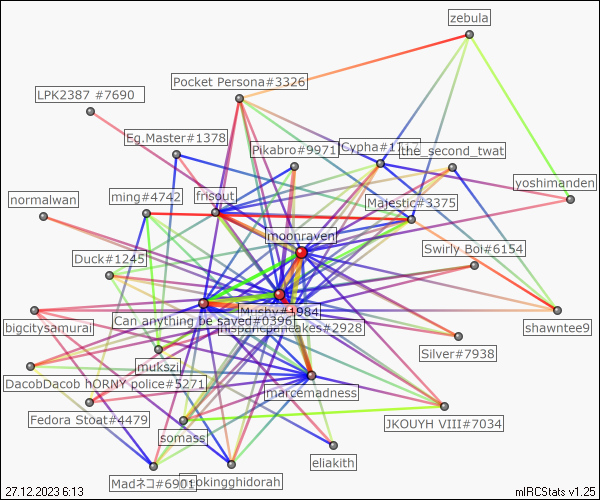 zebula
Pocket Persona#3326
LPK2387 #7690
Eg.Master#1378
Pikabro#9971
Cypha#1
the_second_twat
yoshimanden
normalwan
ming#4742
frisout
Majestic#3375
moonraven
Duck#1245
Swirly Boi#6154
Mushy#1984
Can anything be saved#0396
cakes#2928
bigcitysamurai
shawntee9
Silver#7938
mukszi
DacobDacob hORNY police#5271
marcemadness
Fedora Stoat#4479
JKOUYH VIII#7034
somass
eliakith
Madネコ#6901
okingghidorah
27.12.2023 6:13
mIRCStats v1.25